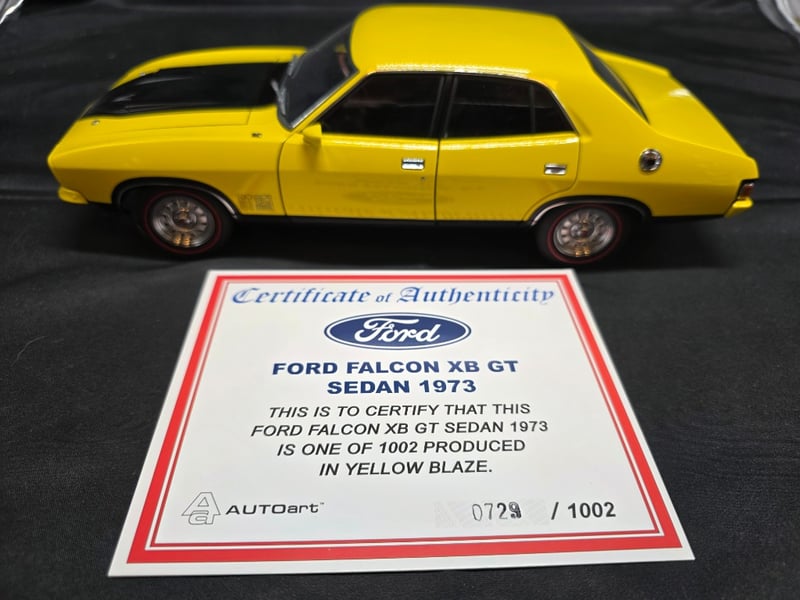 Certificate of Authenticity
Ford
FORD FALCON XB GT
SEDAN 1973
THIS IS TO CERTIFY THAT THIS
FORD FALCON XB GT SEDAN 1973
IS ONE OF 1002 PRODUCED
IN YELLOW BLAZE.
AUTOart™
0729 / 1002